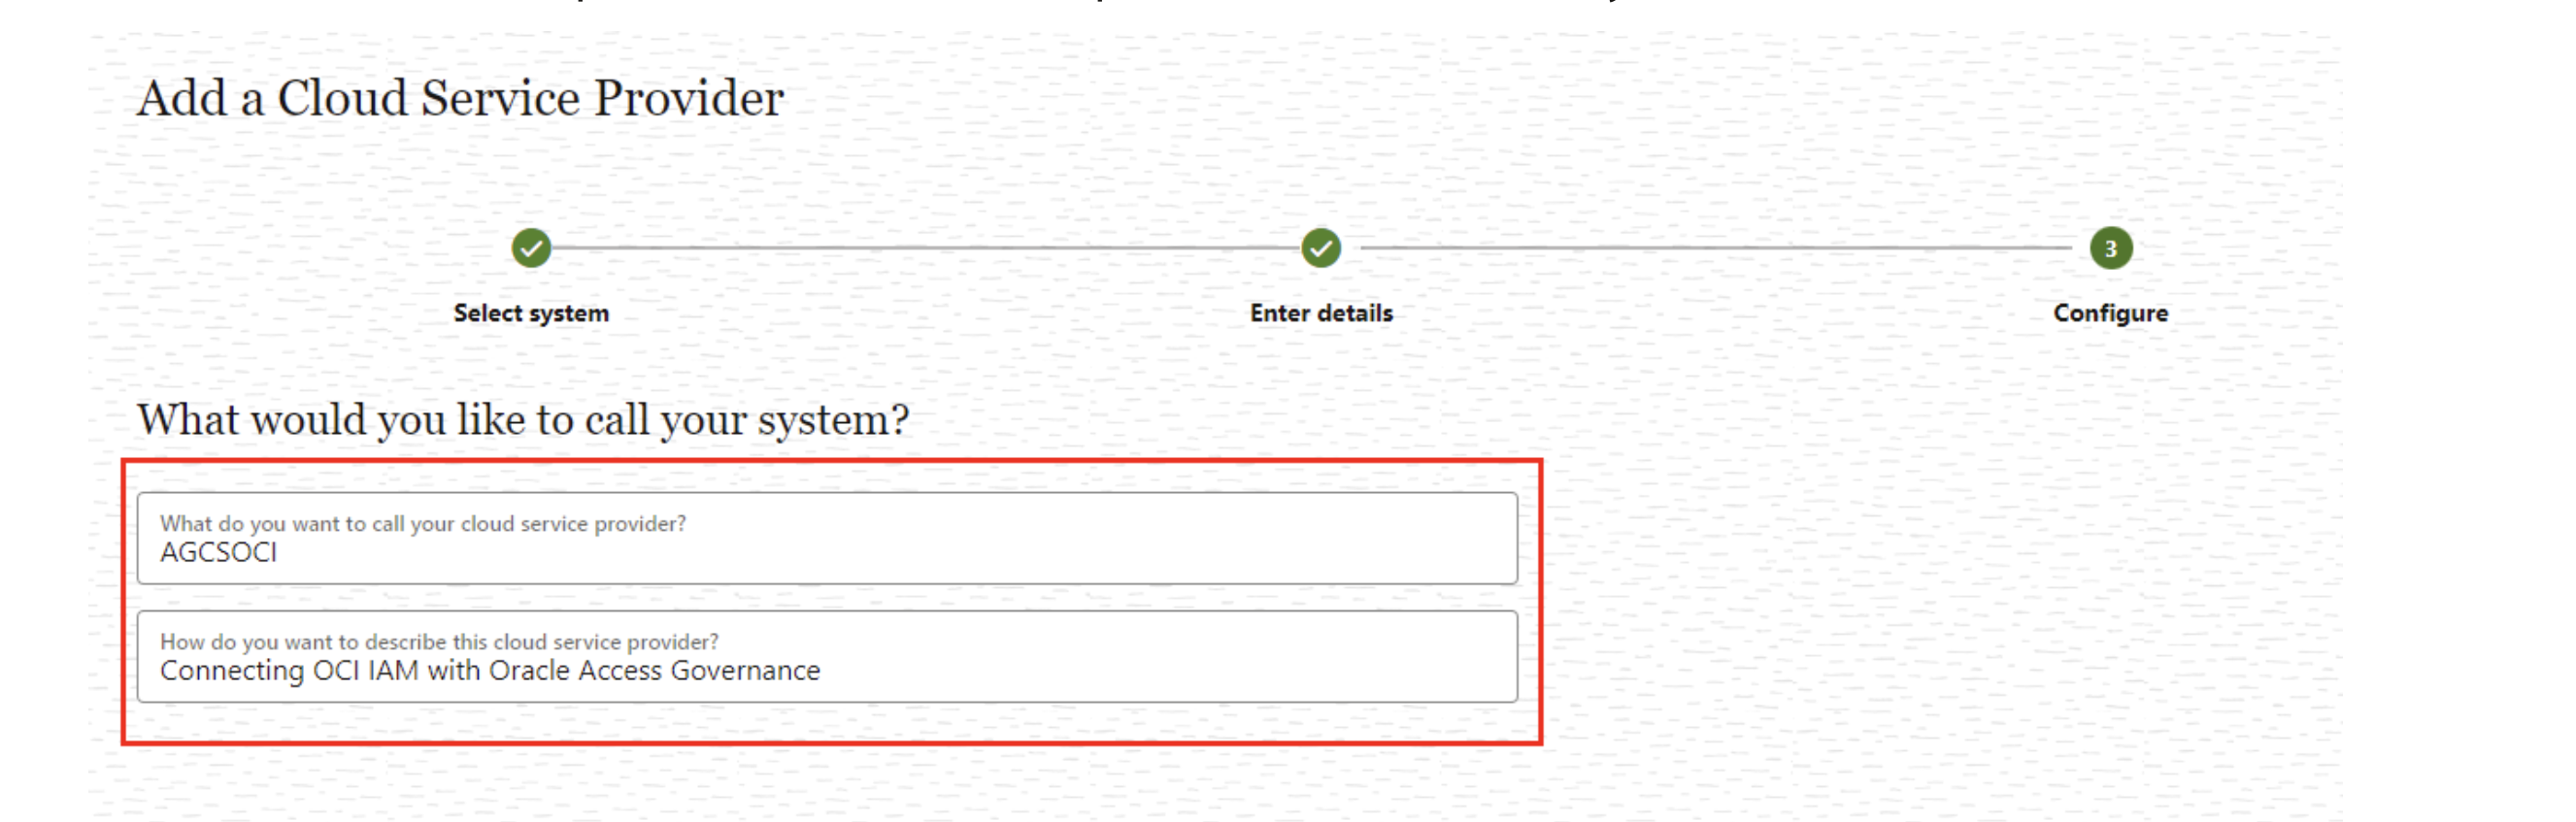 Add a Cloud Service Provider
3
Select system
Enter details
Configure
What would you like to call your system?
What do you want to call your cloud service provider?
AGCSOCI
How do you want to describe this cloud service provider?
Connecting OCI IAM with Oracle Access Governance